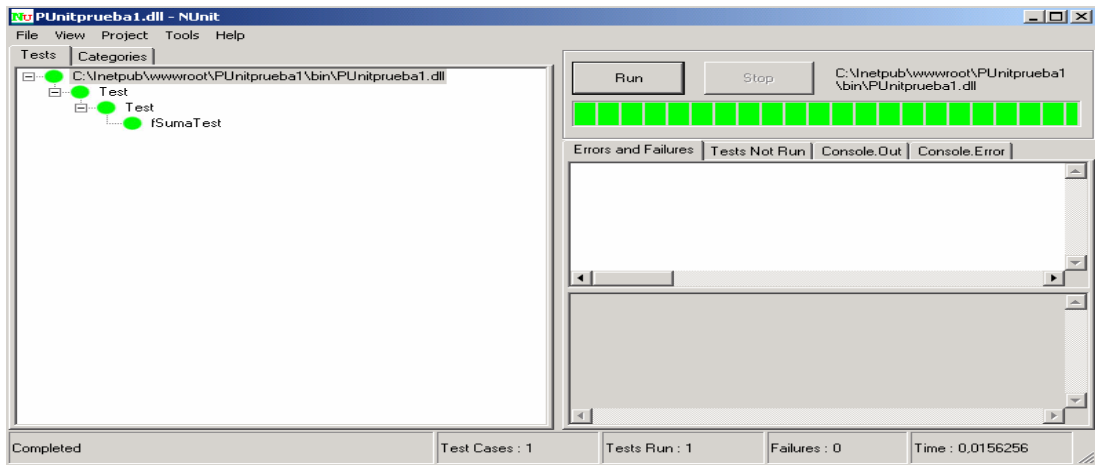 Nu PUnitprueba1.dll - NUnit
File View Project Tools Help
Tests Categories
C:\Inetpub\wwwroot\PUnitprueba1\bin\PUnitprueba1.dll
Test
Test
fSumaTest
Run Stop C:\Inetpub\wwwroot\PUnitprueba1
\bin\PUnitprueba1.dll
Errors and Failures Tests Not Run Console.Out Console.Error
Completed Test Cases : 1 Tests Run : 1 Failures : 0 Time : 0,0156256